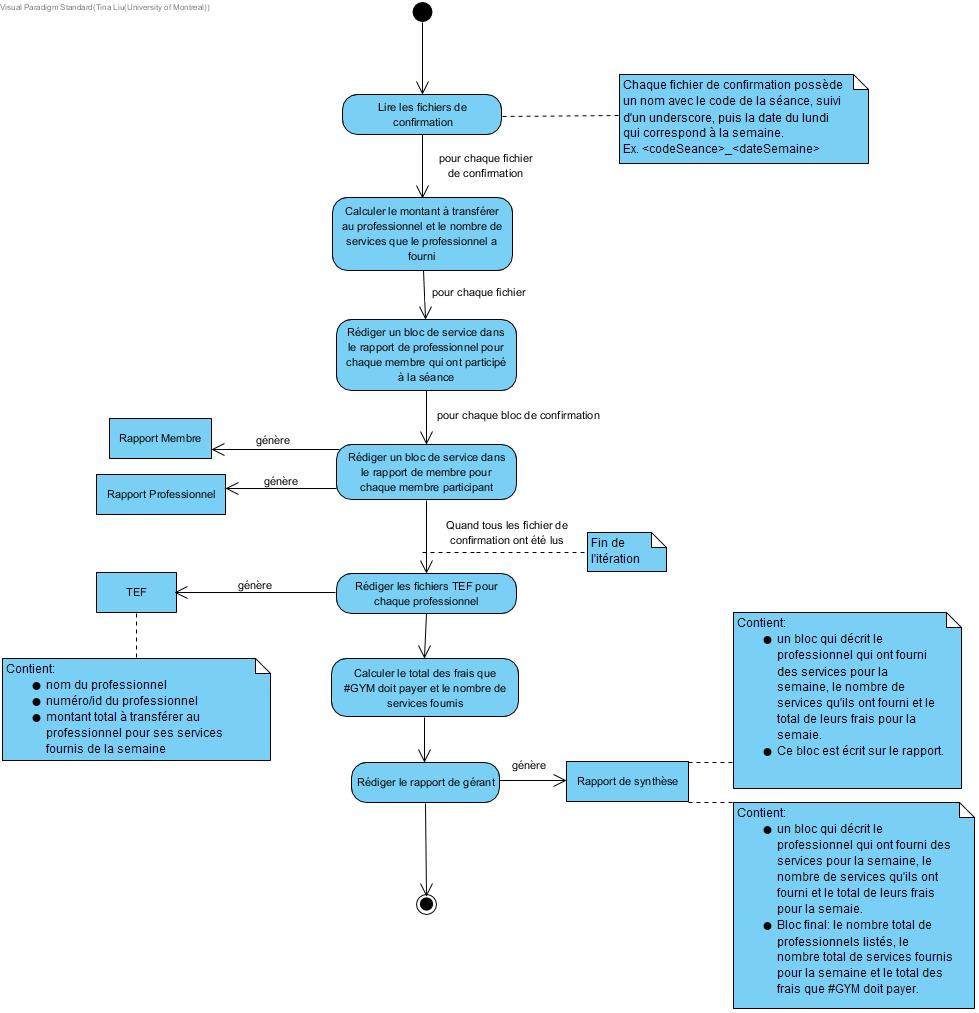 Visual Paradigm Standard(Tina Liu(University of Montreal))
Lire les fichiers de
confirmation
Chaque fichier de confirmation possède
un nom avec le code de la séance, suivi
d'un underscore, puis la date du lundi
qui correspond à la semaine.
Ex. <codeSeance>_<dateSemaine>
pour chaque fichier
de confirmation
Calculer le montant à transférer
au professionnel et le nombre de
services que le professionnel a
fourni
pour chaque fichier
Rédiger un bloc de service dans
le rapport de professionnel pour
chaque membre qui ont participé
à la séance
pour chaque bloc de confirmation
Rapport Membre
génère
Rédiger un bloc de service dans
le rapport de membre pour
chaque membre participant
Rapport Professionnel
génère
Quand tous les fichier de
confirmation ont été lus
Fin de
l'itération
TEF
génère
Rédiger les fichiers TEF pour
chaque professionnel
Contient:
● nom du professionnel
● numéro/id du professionnel
● montant total à transférer au
professionnel pour ses services
fournis de la semaine
Calculer le total des frais que
#GYM doit payer et le nombre de
services fournis
Contient:
● un bloc qui décrit le
professionnel qui ont fourni
des services pour la
semaine, le nombre de
services qu'ils ont fourni et le
total de leurs frais pour la
semaie.
● Ce bloc est écrit sur le rapport.
Rédiger le rapport de gérant
génère
Rapport de synthèse
Contient:
● un bloc qui décrit le
professionnel qui ont fourni des
services pour la semaine, le
nombre de services qu'ils ont
fourni et le total de leurs frais
pour la semaie.
● Bloc final: le nombre total de
professionnels listés, le
nombre total de services fournis
pour la semaine et le total des
frais que #GYM doit payer.